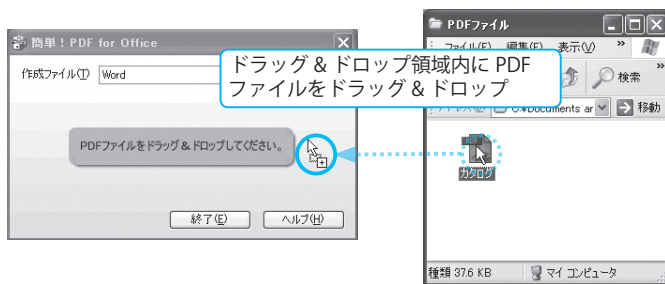 簡単！PDF for Office
作成ファイル(T)
Word
ドラッグ & ドロップ領域内に PDF
ファイルをドラッグ & ドロップ
PDFファイルをドラッグ & ドロップしてください。
終了(E)
ヘルプ(H)
PDFファイル
ファイル(F) 編集(E) 表示(V) »
検索 »
C:¥Documents ar
移動
カタログ
種類 37.6 KB
マイ コンピュータ